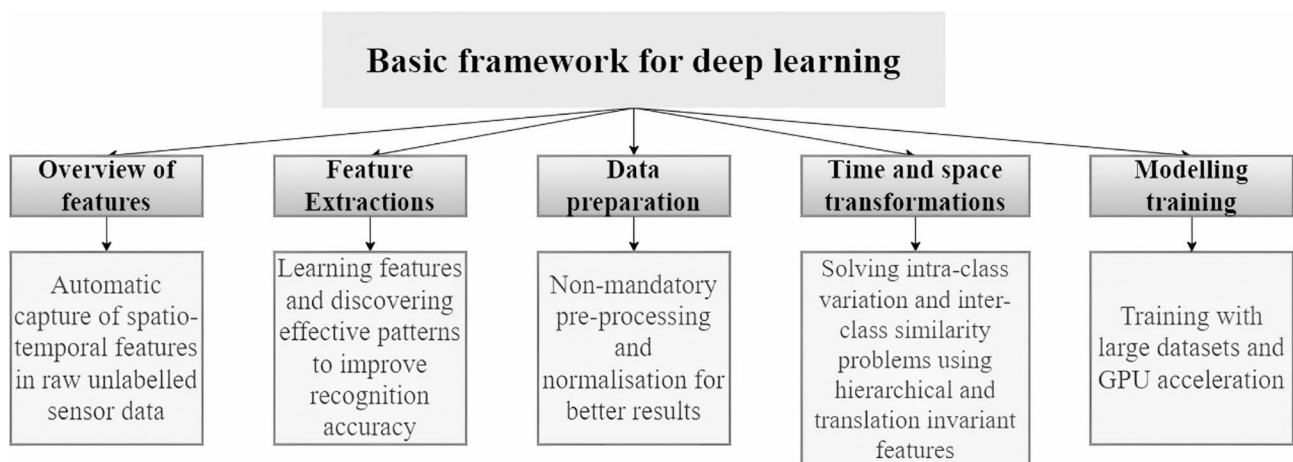 Basic framework for deep learning
Overview of
features
Feature
Extractions
Data
preparation
Time and space
transformations
Modelling
training
Automatic
capture of spatio-
temporal features
in raw unlabelled
sensor data
Learning features
and discovering
effective patterns
to improve
recognition
accuracy
Non-mandatory
pre-processing
and
normalisation for
better results
Solving intra-class
variation and inter-
class similarity
problems using
hierarchical and
translation invariant
features
Training with
large datasets and
GPU acceleration